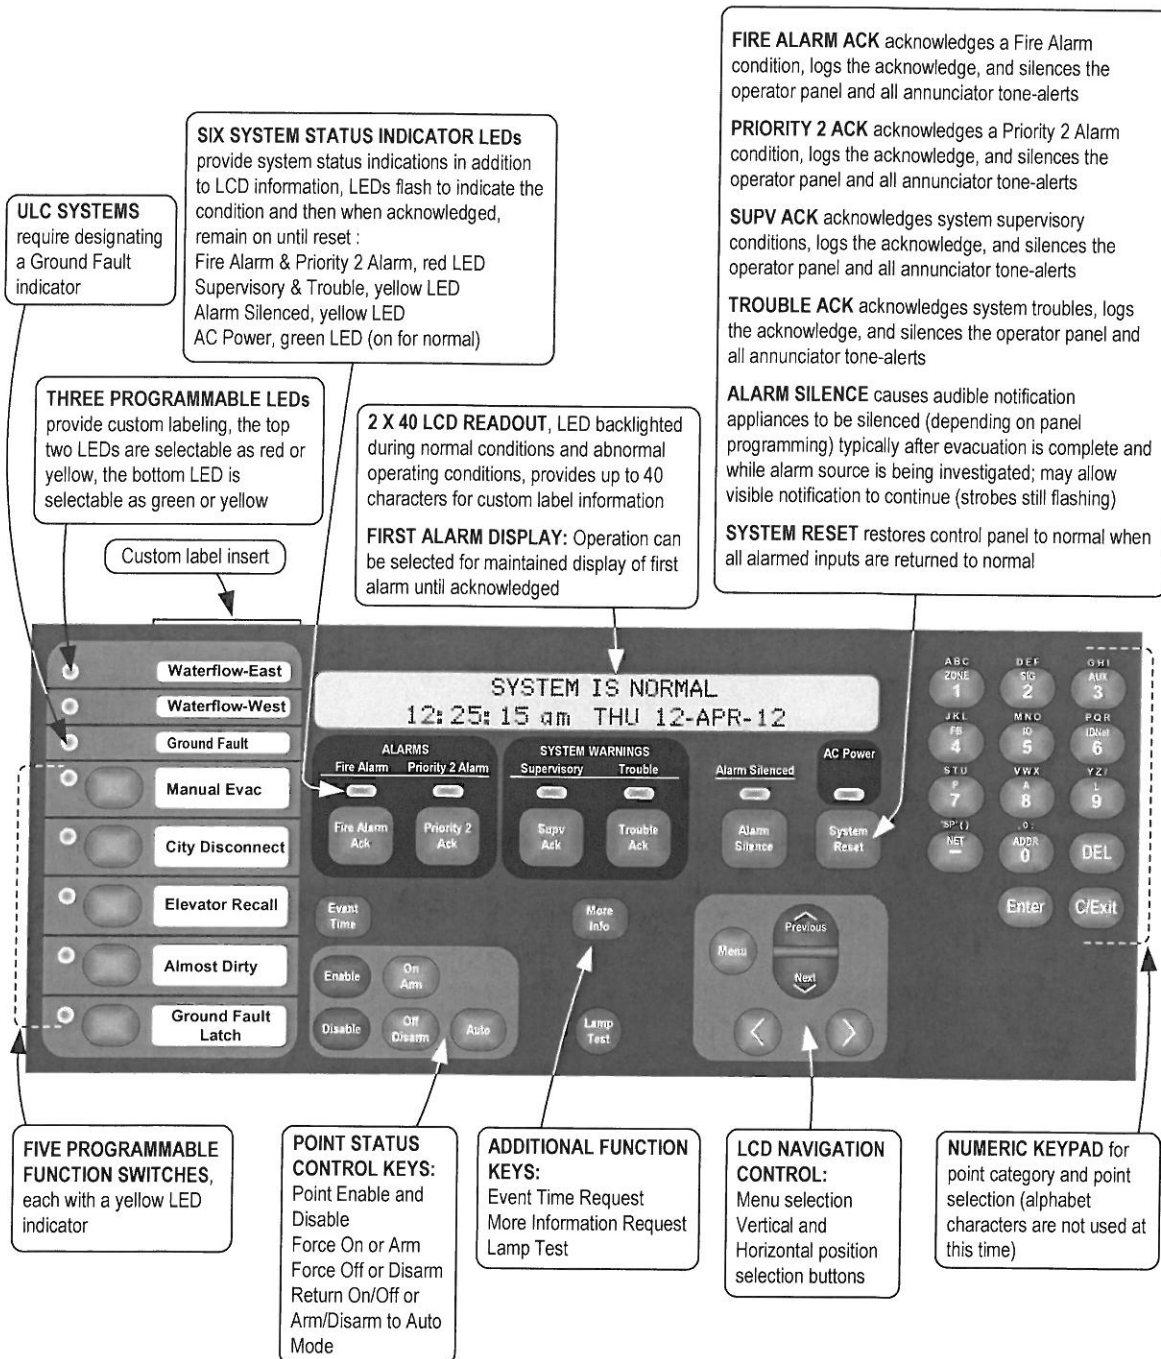 FIRE ALARM ACK acknowledges a Fire Alarm
condition, logs the acknowledge, and silences the
operator panel and all annunciator tone-alerts
PRIORITY 2 ACK acknowledges a Priority 2 Alarm
condition, logs the acknowledge, and silences the
operator panel and all annunciator tone-alerts
SUPV ACK acknowledges system supervisory
conditions, logs the acknowledge, and silences the
operator panel and all annunciator tone-alerts
TROUBLE ACK acknowledges system troubles, logs
the acknowledge, and silences the operator panel and
all annunciator tone-alerts
ALARM SILENCE causes audible notification
appliances to be silenced (depending on panel
programming) typically after evacuation is complete and
while alarm source is being investigated; may allow
visible notification to continue (strobes still flashing)
SYSTEM RESET restores control panel to normal when
all alarmed inputs are returned to normal
SIX SYSTEM STATUS INDICATOR LEDs
provide system status indications in addition
to LCD information, LEDs flash to indicate the
condition and then when acknowledged,
remain on until reset :
Fire Alarm & Priority 2 Alarm, red LED
Supervisory & Trouble, yellow LED
Alarm Silenced, yellow LED
AC Power, green LED (on for normal)
ULC SYSTEMS
require designating
a Ground Fault
indicator
THREE PROGRAMMABLE LEDs
provide custom labeling, the top
two LEDs are selectable as red or
yellow, the bottom LED is
selectable as green or yellow
2 X 40 LCD READOUT, LED backlighted
during normal conditions and abnormal
operating conditions, provides up to 40
characters for custom label information
FIRST ALARM DISPLAY: Operation can
be selected for maintained display of first
alarm until acknowledged
Custom label insert
Waterflow-East
Waterflow-West
Ground Fault
Manual Evac
City Disconnect
Elevator Recall
Almost Dirty
Ground Fault
Latch
SYSTEM IS NORMAL
12:25:15 am THU 12-APR-12
ALARMS
Fire Alarm Priority 2 Alarm
SYSTEM WARNINGS
Supervisory Trouble
Alarm Silenced
AC Power
Fire Alarm
Ack
Priority 2
Ack
Supv
Ack
Trouble
Ack
Alarm
Silence
System
Reset
Event
Time
More
Info
Enable
On
Arm
Disable
Off
Disarm
Auto
Lamp
Test
Menu
Previous
Next
ABC DEF GHI
ZONE SIG AUX
1 2 3
JKL MNO PQR
FB IO IDNet
4 5 6
STU VWX YZ/
P A L
7 8 9
'SP'() ,0:
NET ADDR
– 0 DEL
Enter C/Exit
FIVE PROGRAMMABLE
FUNCTION SWITCHES,
each with a yellow LED
indicator
POINT STATUS
CONTROL KEYS:
Point Enable and
Disable
Force On or Arm
Force Off or Disarm
Return On/Off or
Arm/Disarm to Auto
Mode
ADDITIONAL FUNCTION
KEYS:
Event Time Request
More Information Request
Lamp Test
LCD NAVIGATION
CONTROL:
Menu selection
Vertical and
Horizontal position
selection buttons
NUMERIC KEYPAD for
point category and point
selection (alphabet
characters are not used at
this time)